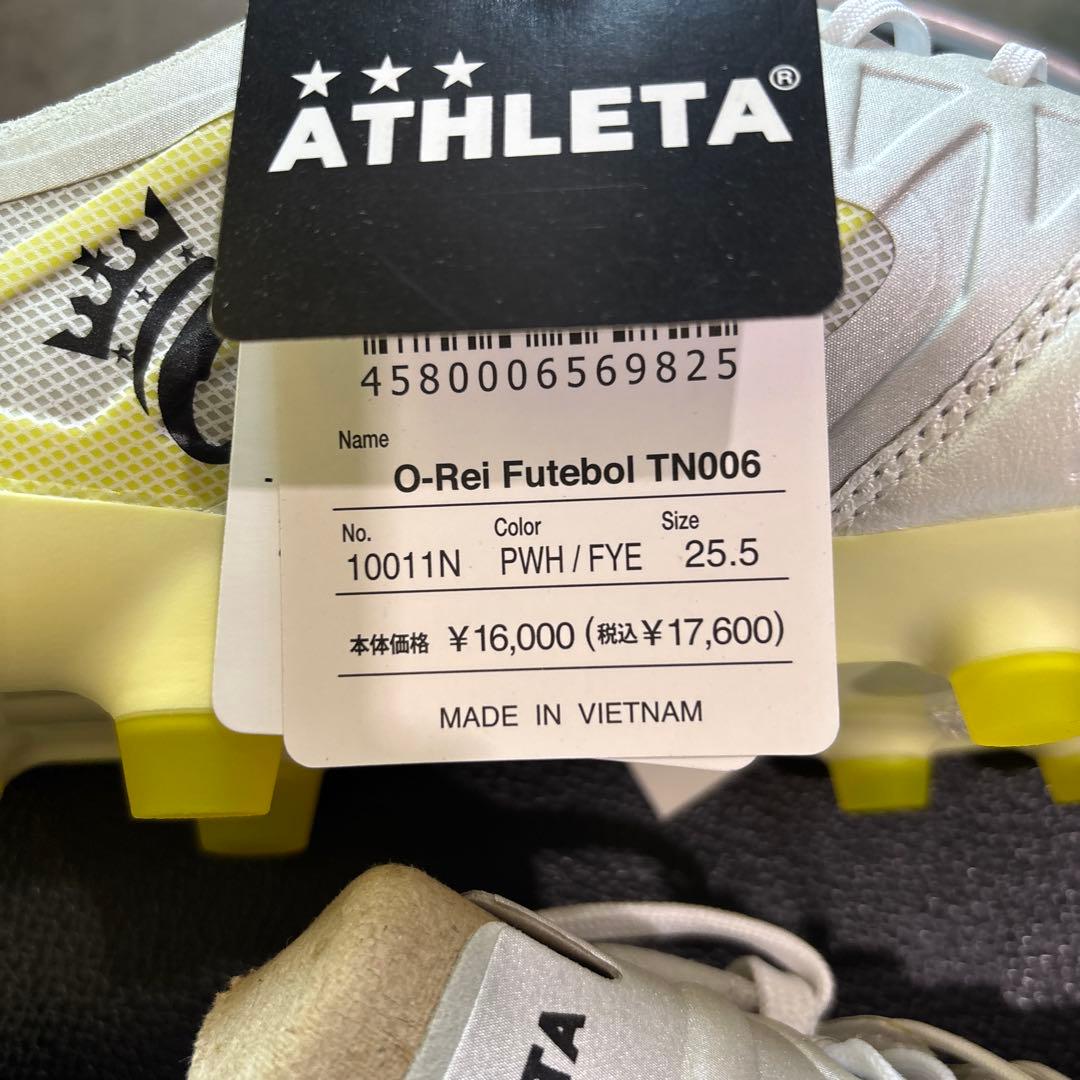 ATHLETA®
4580006569825
Name
O-Rei Futebol TN006
No. Color Size
10011N PWH / FYE 25.5
本体価格 ¥16,000 (税込¥17,600)
MADE IN VIETNAM
TA